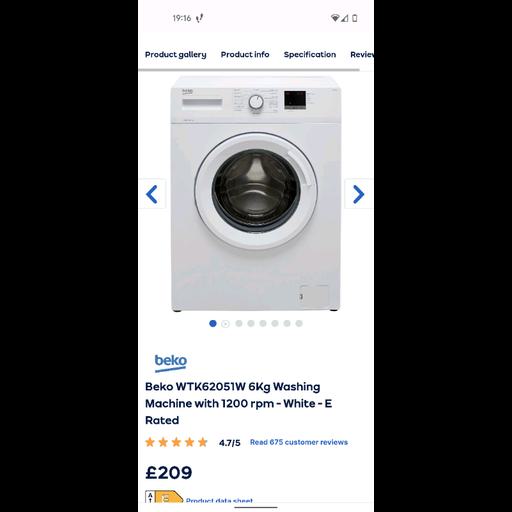 19:16
Product gallery Product info Specification Review
beko
beko
Beko WTK62051W 6Kg Washing
Machine with 1200 rpm - White - E
Rated
4.7/5 Read 675 customer reviews
£209
A E Product data sheet